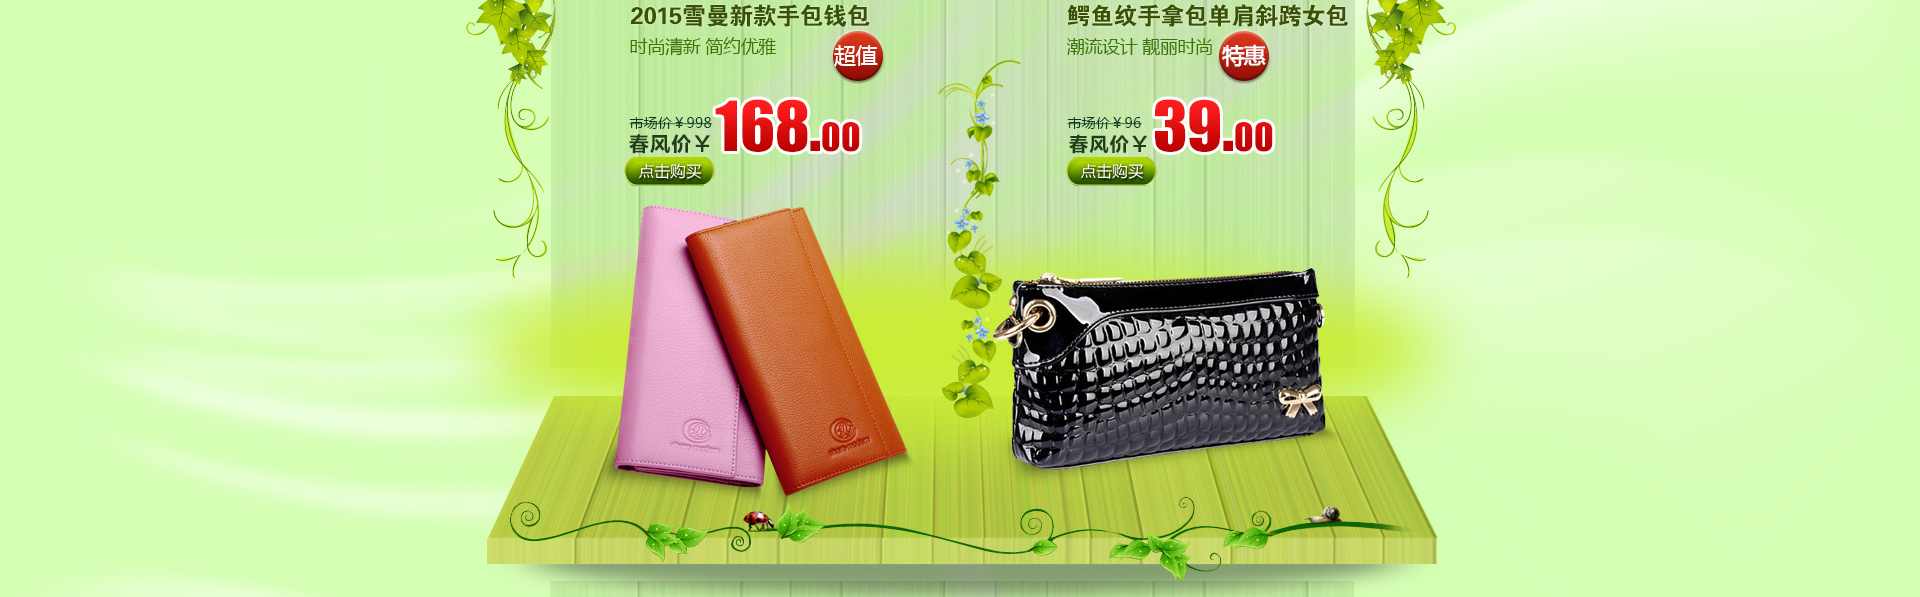 2015雪曼新款手包钱包
时尚清新 简约优雅
超值
市场价￥998
春风价￥168.00
点击购买
鳄鱼纹手拿包单肩斜跨女包
潮流设计 靓丽时尚
特惠
市场价￥96
春风价￥39.00
点击购买